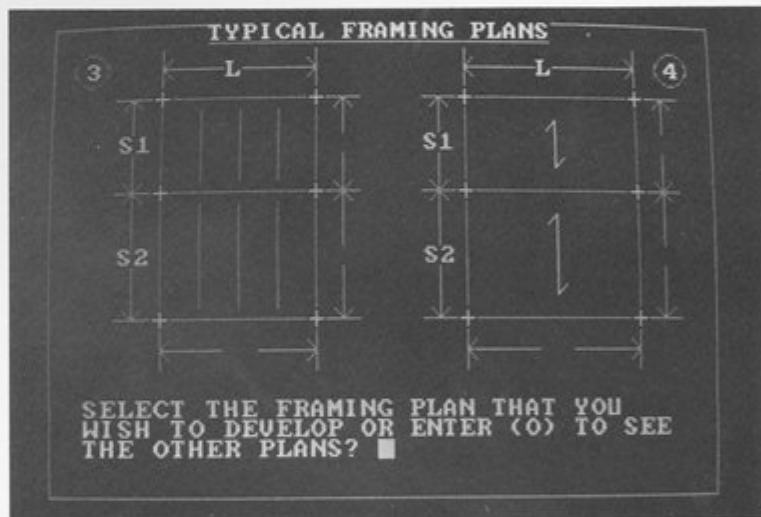 TYPICAL FRAMING PLANS
3 L L 4
S1 S1
S2 S2
SELECT THE FRAMING PLAN THAT YOU
WISH TO DEVELOP OR ENTER (O) TO SEE
THE OTHER PLANS?